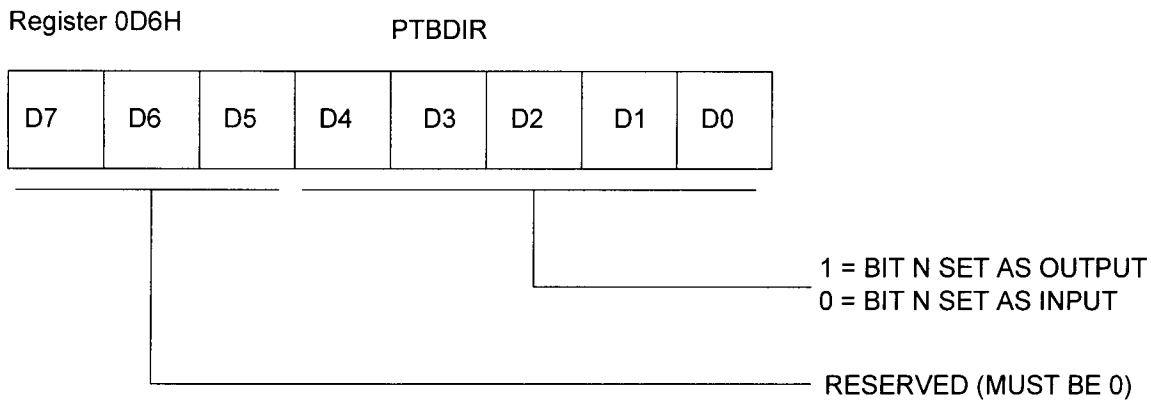 Register 0D6H PTBDIR
D7 D6 D5 D4 D3 D2 D1 D0
1 = BIT N SET AS OUTPUT
0 = BIT N SET AS INPUT
RESERVED (MUST BE 0)